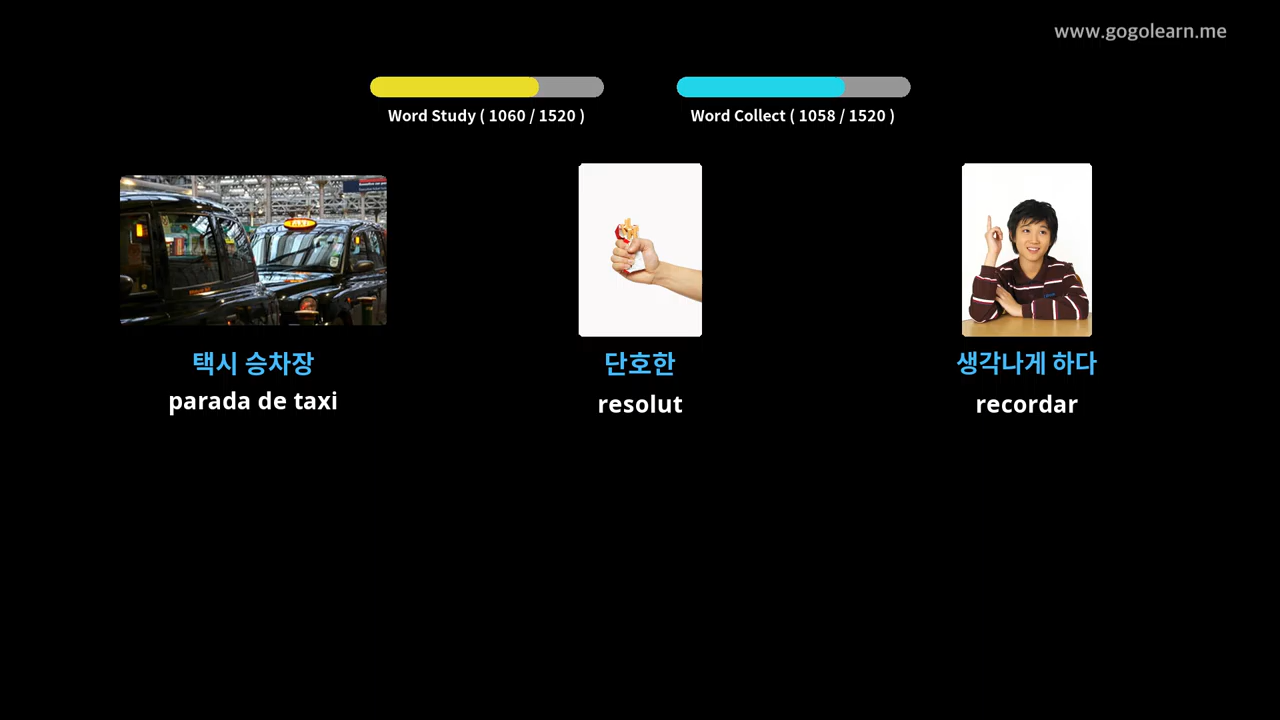 www.gogolearn.me
Word Study ( 1060 / 1520 )
Word Collect ( 1058 / 1520 )
TAXI
택시 승차장
단호한
생각나게 하다
parada de taxi
resolut
recordar